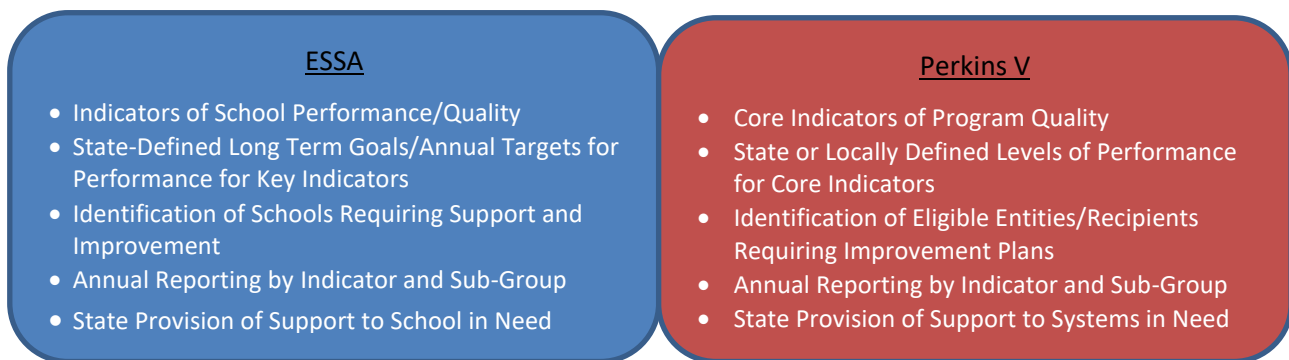 ESSA
• Indicators of School Performance/Quality
• State-Defined Long Term Goals/Annual Targets for
Performance for Key Indicators
• Identification of Schools Requiring Support and
Improvement
• Annual Reporting by Indicator and Sub-Group
• State Provision of Support to School in Need
Perkins V
• Core Indicators of Program Quality
• State or Locally Defined Levels of Performance
for Core Indicators
• Identification of Eligible Entities/Recipients
Requiring Improvement Plans
• Annual Reporting by Indicator and Sub-Group
• State Provision of Support to Systems in Need